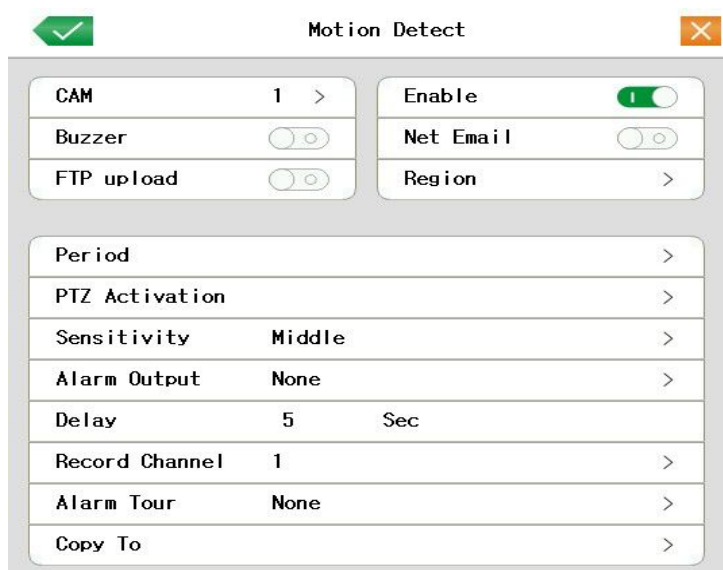 Motion Detect
CAM 1 >
Buzzer
FTP upload
Enable
Net Email
Region >
Period >
PTZ Activation >
Sensitivity Middle >
Alarm Output None >
Delay 5 Sec
Record Channel 1 >
Alarm Tour None >
Copy To >